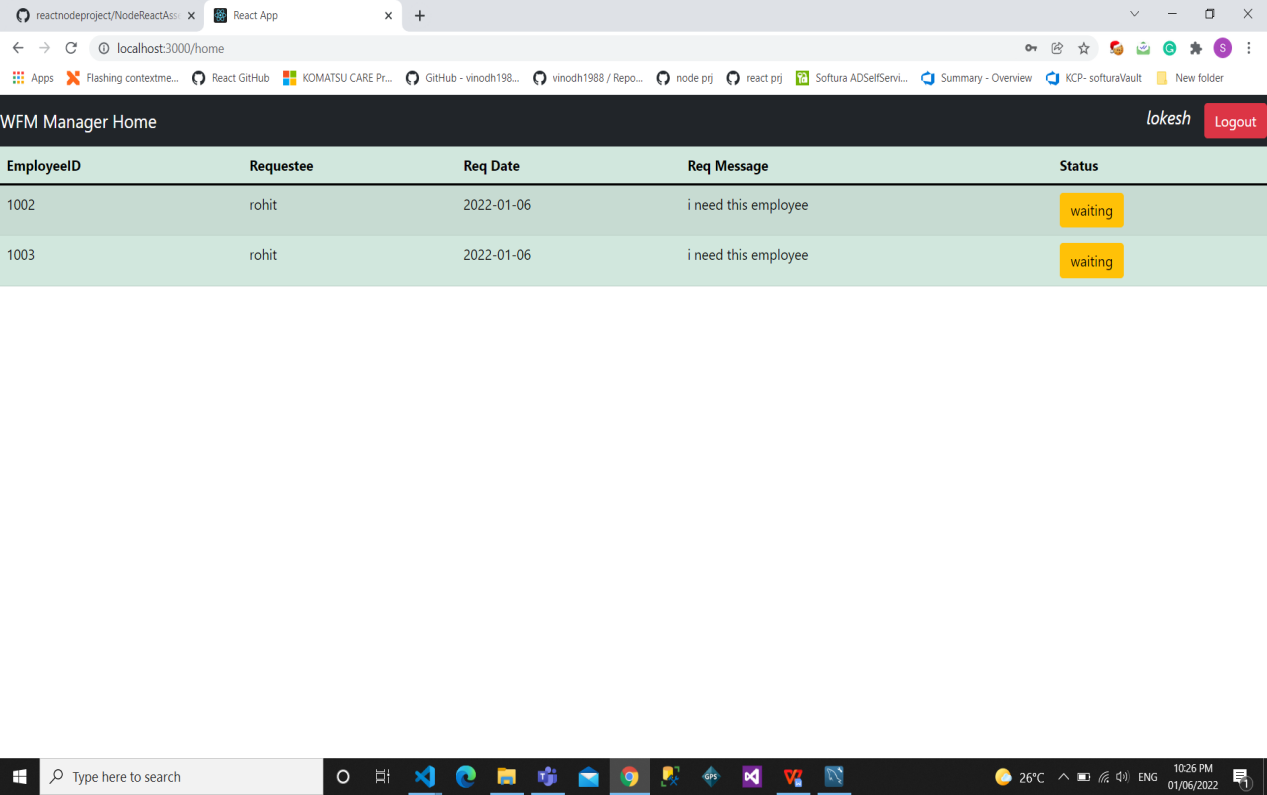 reactnodeproject/NodeReactAss
React App
localhost:3000/home
S
Apps
Flashing contextme...
React GitHub
KOMATSU CARE Pr...
GitHub - vinodh198...
vinodh1988 / Repo...
node prj
react prj
Softura ADSelfServi...
Summary - Overview
KCP- softuraVault
New folder
WFM Manager Home
lokesh
Logout
EmployeeID Requestee Req Date Req Message Status
1002 rohit 2022-01-06 i need this employee waiting
1003 rohit 2022-01-06 i need this employee waiting
Type here to search
GPS
26°C
ENG
10:26 PM
01/06/2022
1